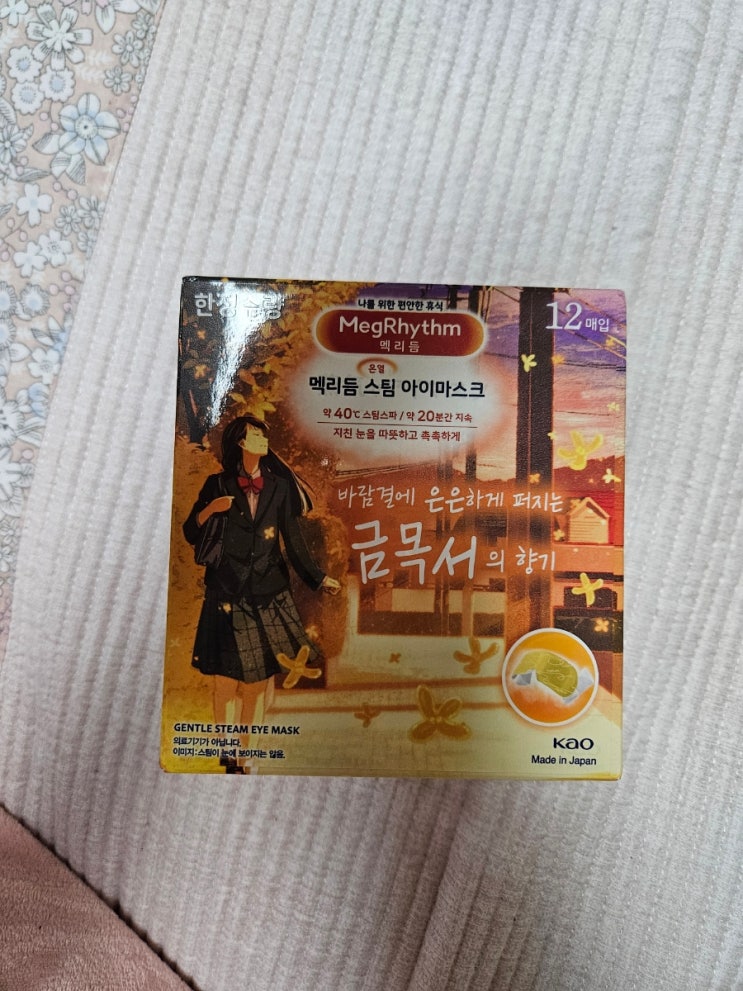 한정수량
나를 위한 편안한 휴식
MegRhythm
멕리듬
12매입
온열
멕리듬 스팀 아이마스크
약 40℃ 스팀스파 / 약 20분간 지속
지친 눈을 따뜻하고 촉촉하게
바람결에 은은하게 퍼지는
금목서의 향기
GENTLE STEAM EYE MASK
의료기기가 아닙니다.
이미지:스팀이 눈에 보이지는 않음.
Kao
Made in Japan